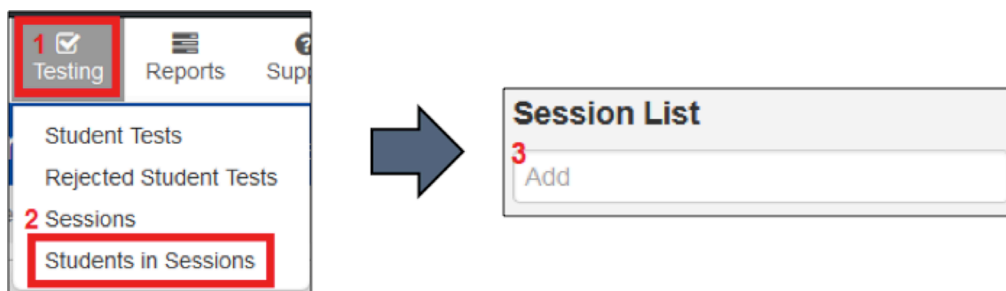 1
Testing
Reports
Student Tests
Rejected Student Tests
2 Sessions
Students in Sessions
Session List
3
Add